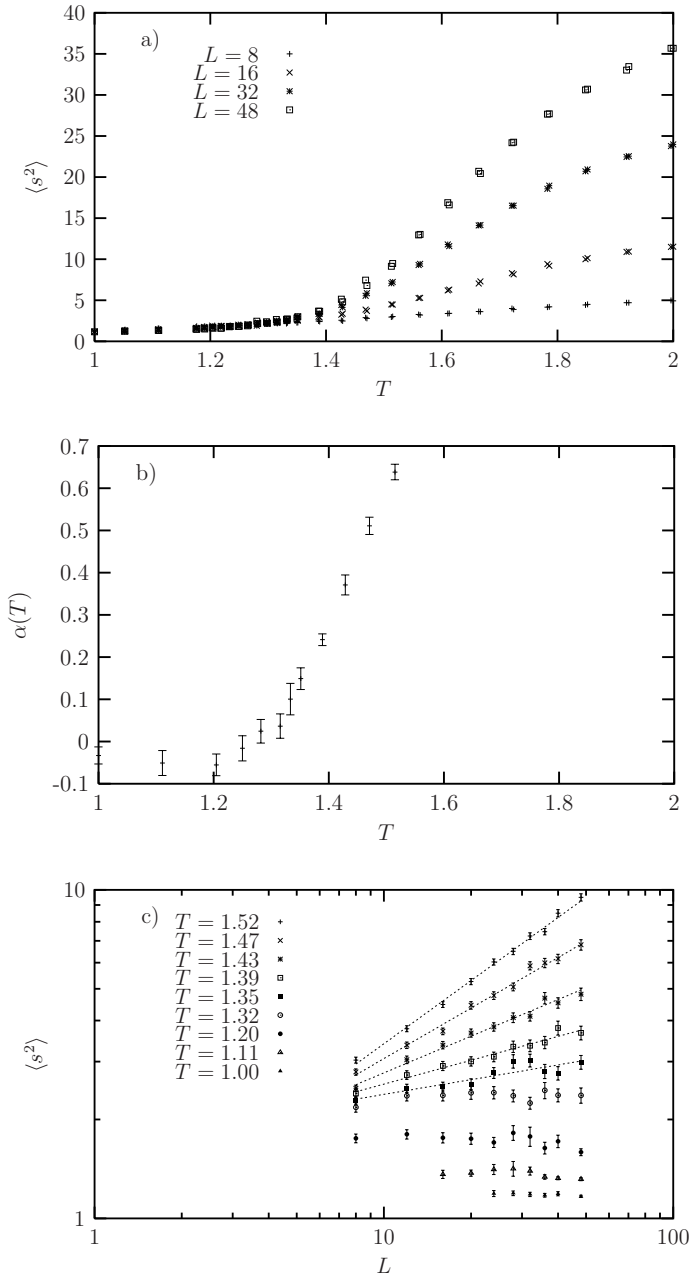 a)
L = 8
L = 16
L = 32
L = 48
40
35
30
25
20
15
10
5
0
⟨s²⟩
1 1.2 1.4 1.6 1.8 2
T
b)
0.7
0.6
0.5
0.4
0.3
0.2
0.1
0
-0.1
α(T)
1 1.2 1.4 1.6 1.8 2
T
c)
T = 1.52
T = 1.47
T = 1.43
T = 1.39
T = 1.35
T = 1.32
T = 1.20
T = 1.11
T = 1.00
10
1
⟨s²⟩
1 10 100
L